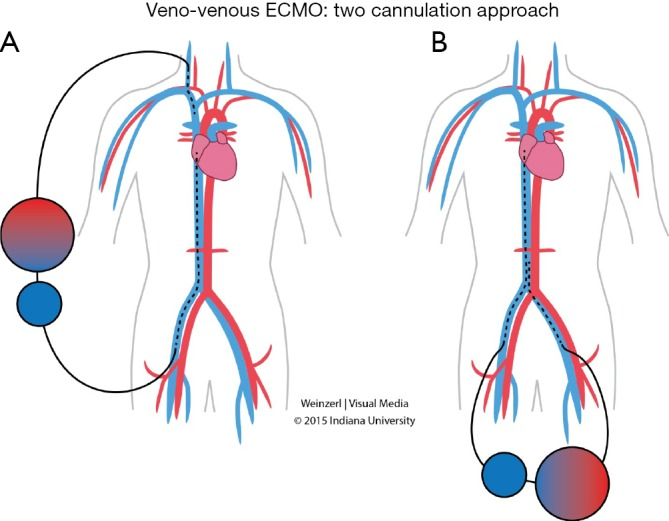 Veno-venous ECMO: two cannulation approach
A
B
Weinzerl | Visual Media
© 2015 Indiana University